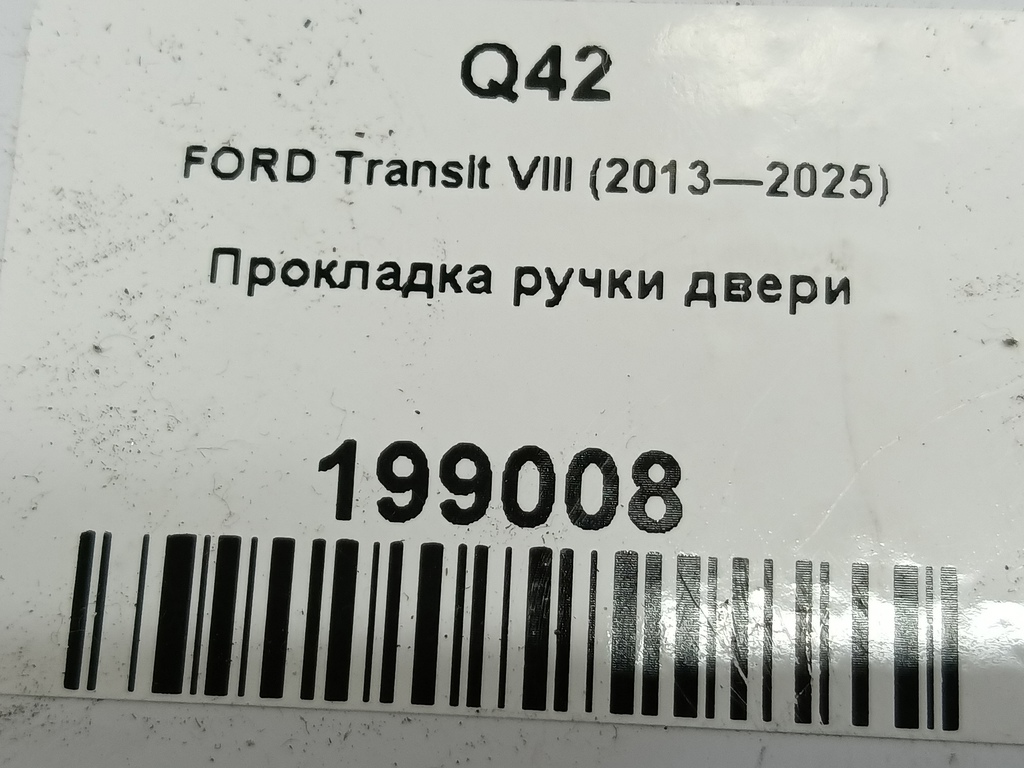 Q42
FORD Transit VIII (2013—2025)
Прокладка ручки двери
199008